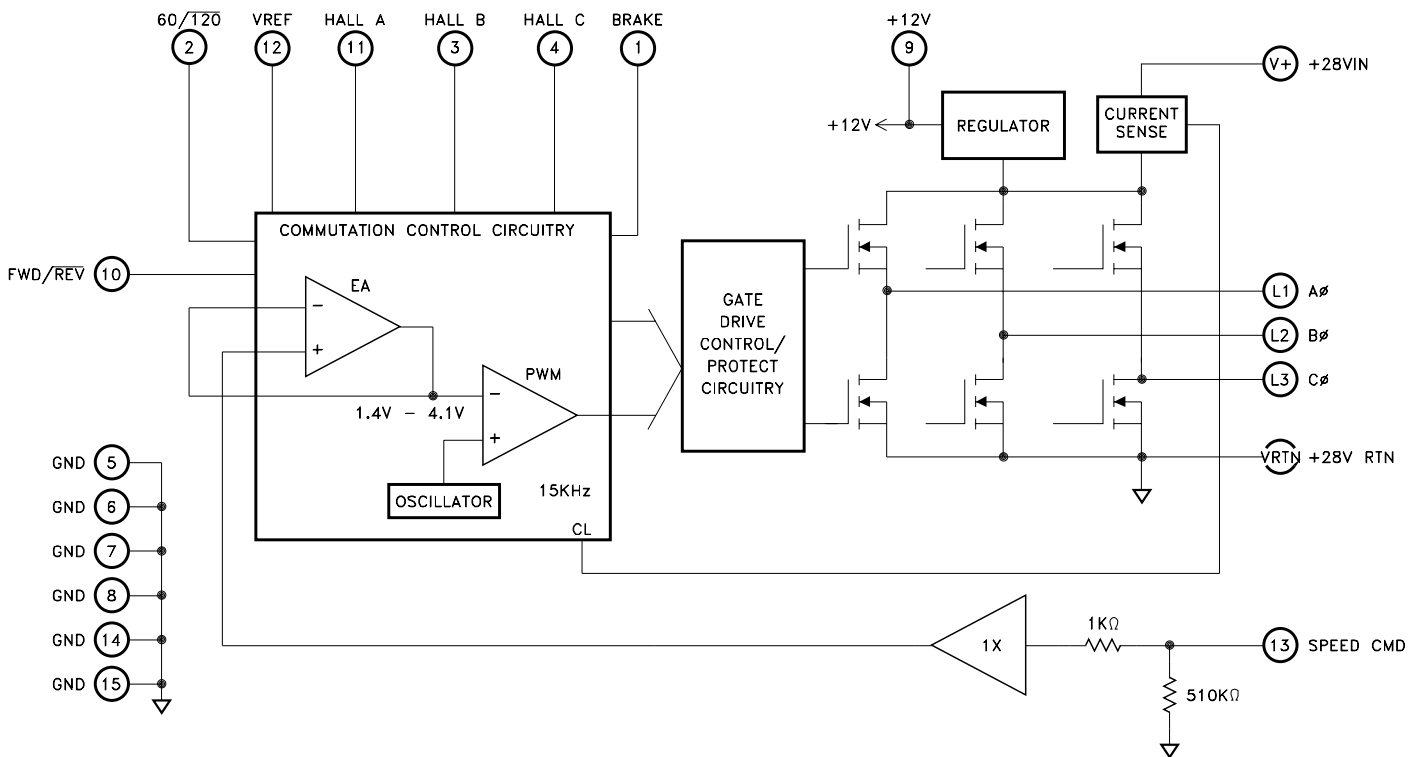 60/120 VREF HALL A HALL B HALL C BRAKE +12V
2 12 11 3 4 1 9
V+ +28VIN
+12V REGULATOR
CURRENT
SENSE
COMMUTATION CONTROL CIRCUITRY
FWD/REV 10
EA
−
+
GATE
DRIVE
CONTROL/
PROTECT
CIRCUITRY
L1 AØ
L2 BØ
L3 CØ
PWM
−
+
1.4V − 4.1V
OSCILLATOR
15KHz
CL
VRTN +28V RTN
GND 5
GND 6
GND 7
GND 8
GND 14
GND 15
1X
1KΩ
13 SPEED CMD
510KΩ